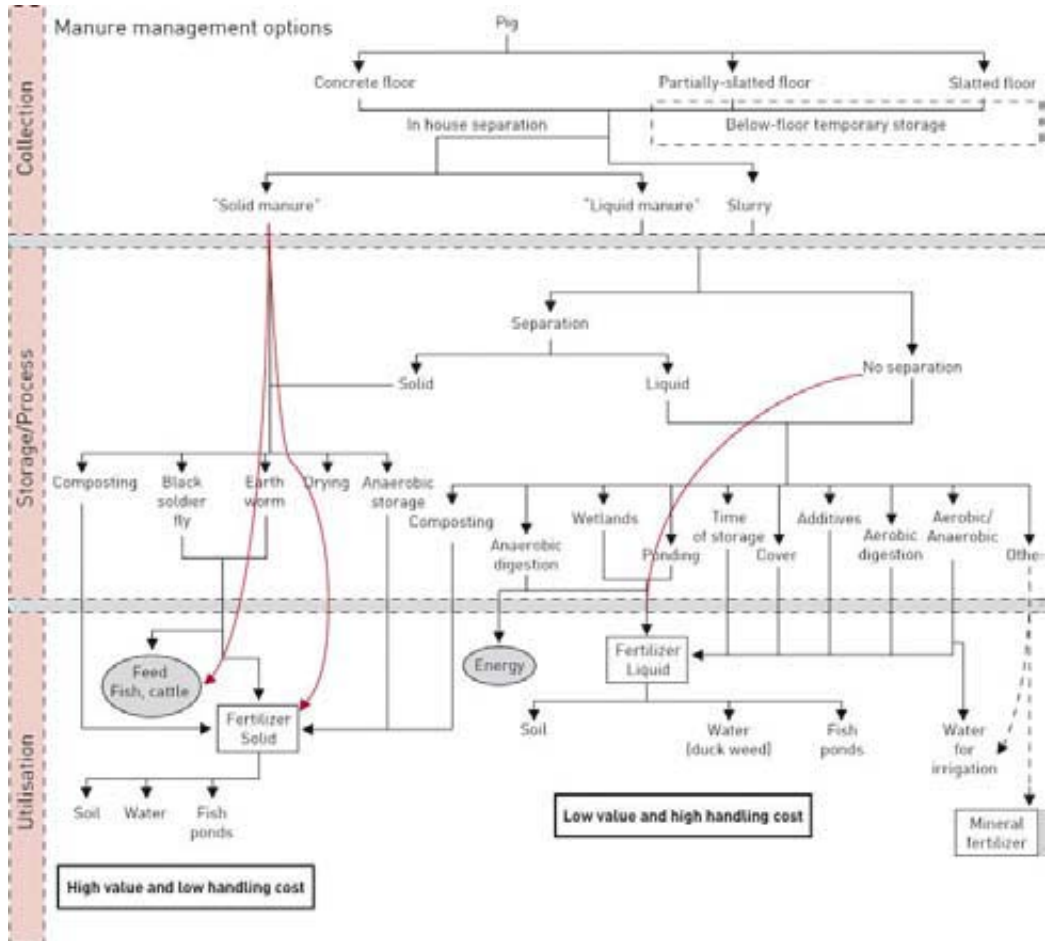 Manure management options
Pig
Concrete floor
Partially-slatted floor
Slatted floor
In house separation
Below-floor temporary storage
"Solid manure"
"Liquid manure"
Slurry
Collection
Separation
Solid
Liquid
No separation
Composting
Black
soldier
fly
Earth
worm
Drying
Anaerobic
storage
Composting
Anaerobic
digestion
Wetlands
Ponding
Time
of storage
Cover
Additives
Aerobic
digestion
Aerobic/
Anaerobic
Other
Storage/Process
Feed
Fish, cattle
Fertilizer
Solid
Energy
Fertilizer
Liquid
Soil
Water
(duck weed)
Fish
ponds
Water
for
irrigation
Soil
Water
Fish
ponds
Mineral
fertilizer
Low value and high handling cost
High value and low handling cost
Utilisation